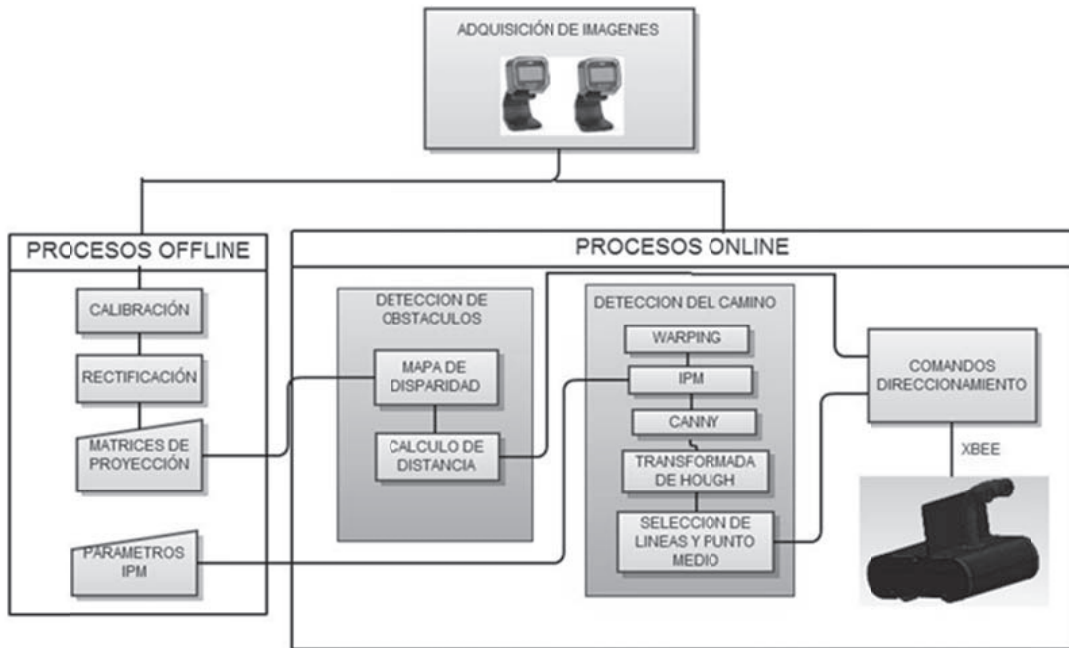 ADQUISICIÓN DE IMAGENES
PROCESOS OFFLINE
CALIBRACIÓN
RECTIFICACIÓN
MATRICES DE
PROYECCIÓN
PARAMETROS
IPM
PROCESOS ONLINE
DETECCION DE
OBSTACULOS
MAPA DE
DISPARIDAD
CALCULO DE
DISTANCIA
DETECCION DEL CAMINO
WARPING
IPM
CANNY
TRANSFORMADA
DE HOUGH
SELECCION DE
LINEAS Y PUNTO
MEDIO
COMANDOS
DIRECCIONAMIENTO
XBEE